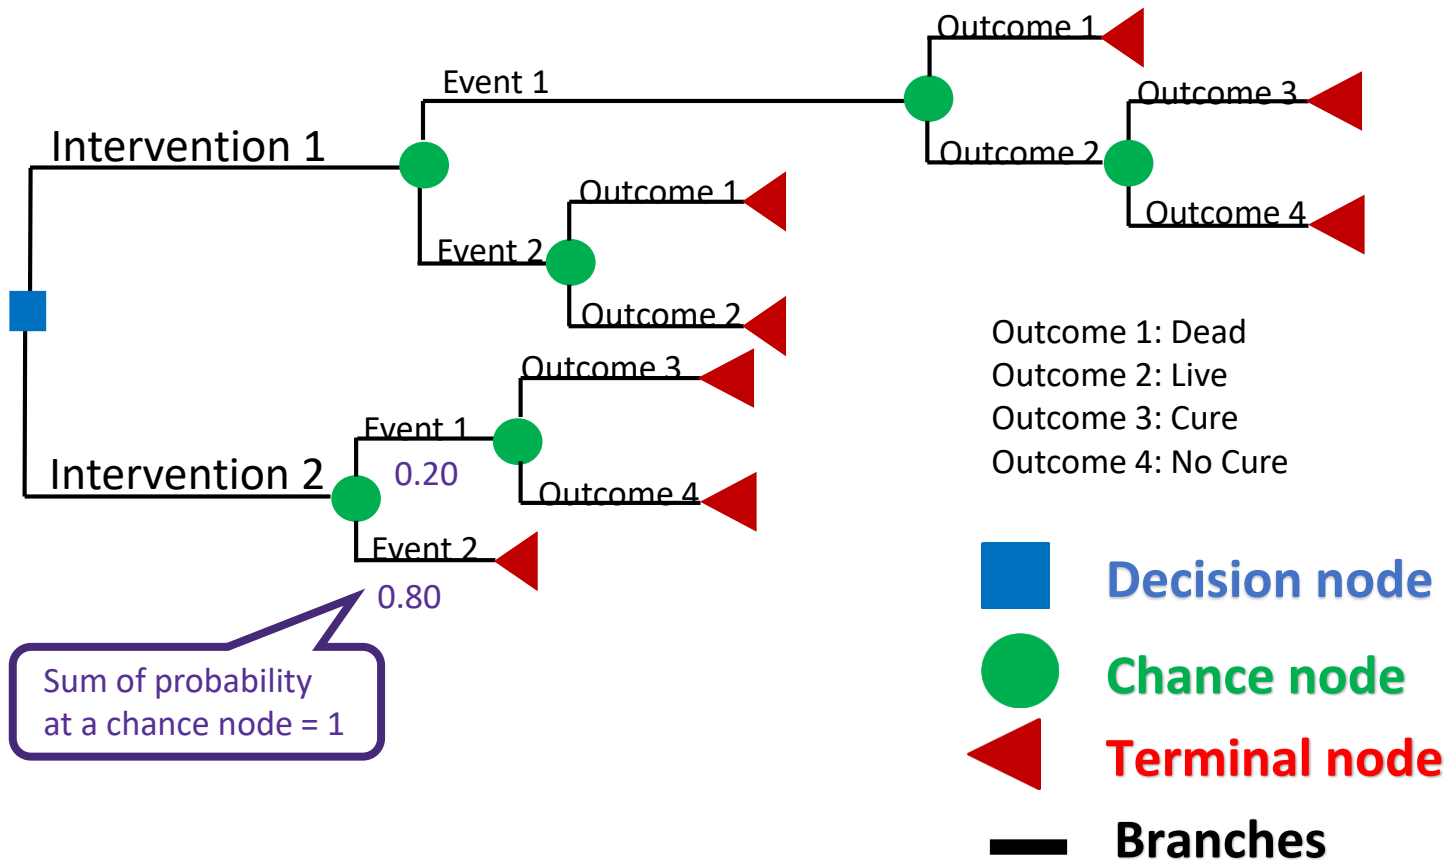 Outcome 1
Event 1
Outcome 3
Intervention 1
Outcome 2
Outcome 1
Outcome 4
Event 2
Outcome 2
Outcome 3
Event 1
Intervention 2
0.20
Outcome 4
Event 2
0.80
Sum of probability
at a chance node = 1
Outcome 1: Dead
Outcome 2: Live
Outcome 3: Cure
Outcome 4: No Cure
Decision node
Chance node
Terminal node
Branches